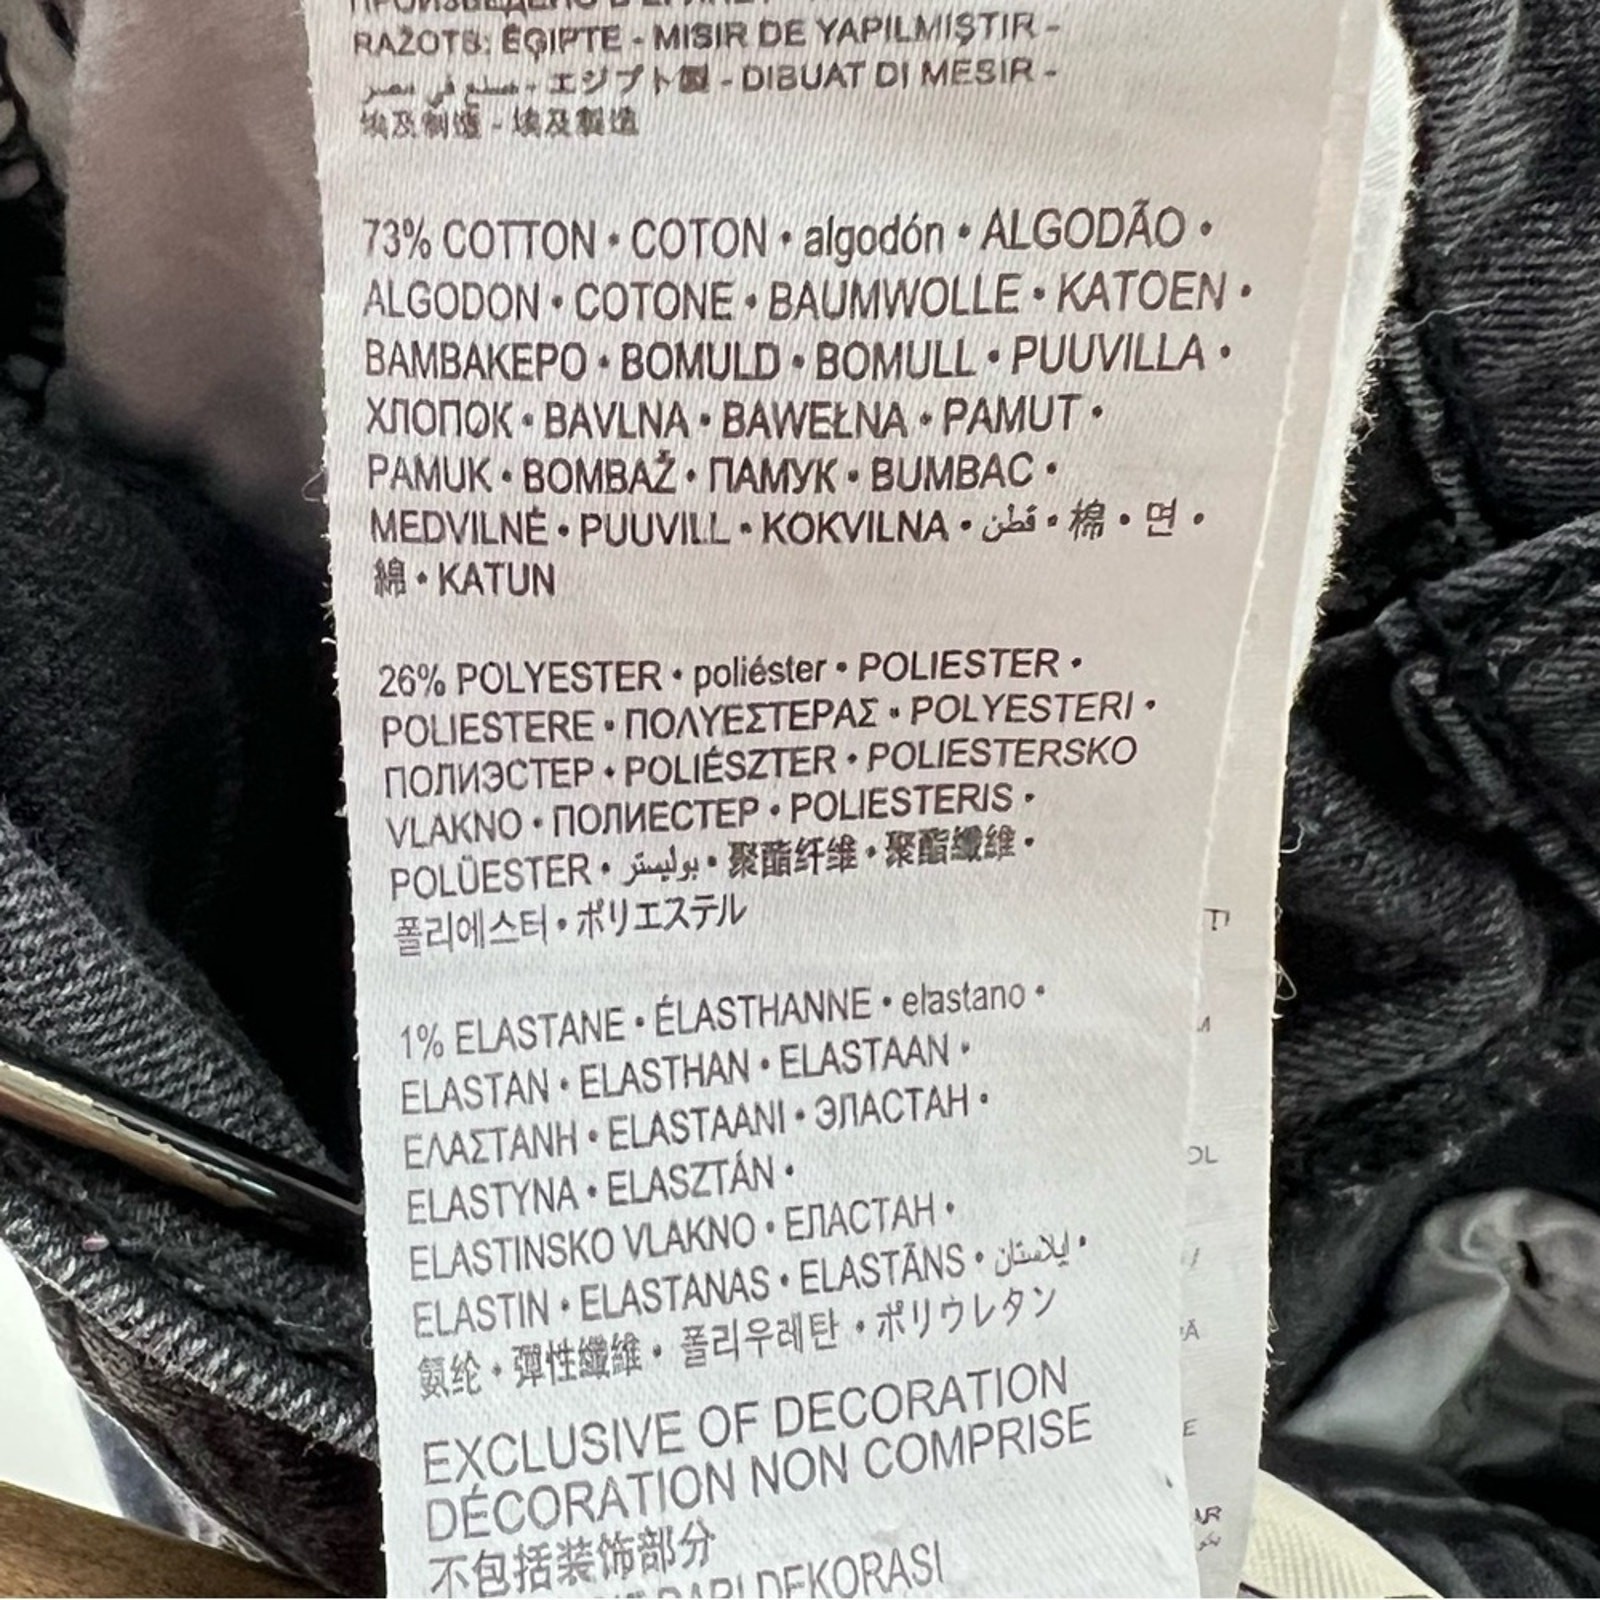 RAŽOTS: ĒĢIPTE - MISIR DE YAPILMIŞTIR -
صنع في مصر - エジプト製 - DIBUAT DI MESIR -
埃及制造 - 埃及製造
73% COTTON • COTON • algodón • ALGODÃO •
ALGODON • COTONE • BAUMWOLLE • KATOEN •
BAMBAKEPO • BOMULD • BOMULL • PUUVILLA •
ХЛОПОК • BAVLNA • BAWEŁNA • PAMUT •
PAMUK • BOMBAŽ • ПАМУК • BUMBAC •
MEDVILNĖ • PUUVILL • KOKVILNA • قطن • 棉 • 면 •
綿 • KATUN
26% POLYESTER • poliéster • POLIESTER •
POLIESTERE • ΠΟΛΥΕΣΤΕΡΑΣ • POLYESTERI •
ПОЛИЭСТЕР • POLIÉSZTER • POLIESTERSKO
VLAKNO • ПОЛИЕСТЕР • POLIESTERIS •
POLÜESTER • بوليستر • 聚酯纤维 • 聚酯纖維 •
폴리에스터 • ポリエステル
1% ELASTANE • ÉLASTHANNE • elastano •
ELASTAN • ELASTHAN • ELASTAAN •
ΕΛΑΣΤΑΝΗ • ELASTAANI • ЭЛАСТАН •
ELASTYNA • ELASZTÁN •
ELASTINSKO VLAKNO • ЕЛАСТАН •
ELASTIN • ELASTANAS • ELASTĀNS • ايلاستان •
氨纶 • 彈性纖維 • 폴리우레탄 • ポリウレタン
EXCLUSIVE OF DECORATION
DÉCORATION NON COMPRISE
不包括装饰部分
DEKORASI